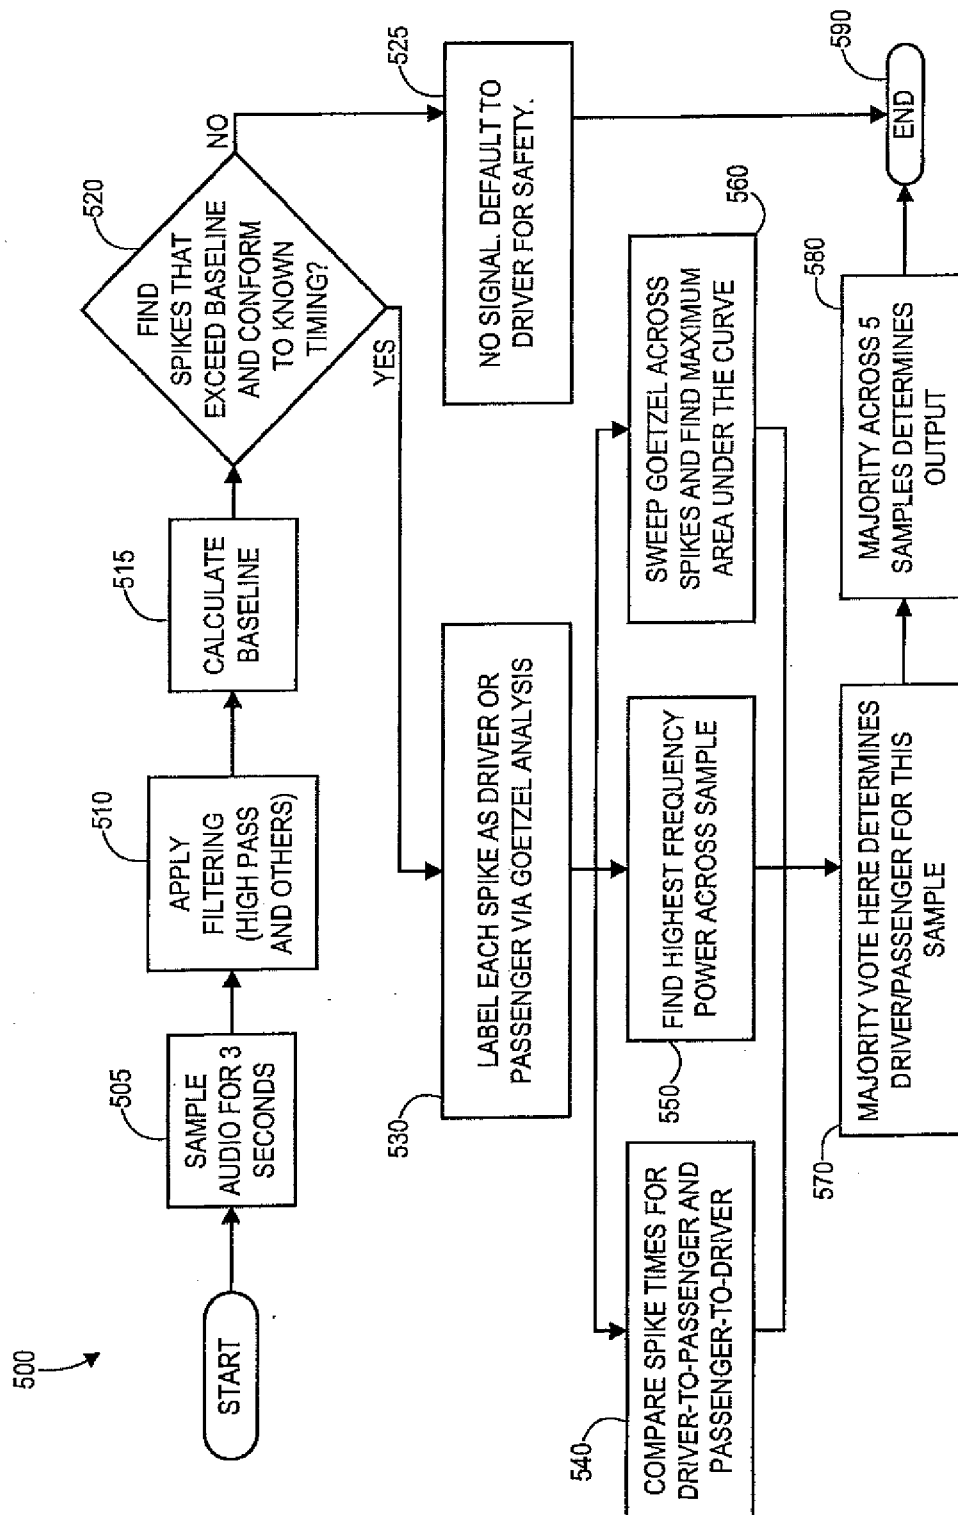 500
START
505
SAMPLE
AUDIO FOR 3
SECONDS
510
APPLY
FILTERING
(HIGH PASS
AND OTHERS)
515
CALCULATE
BASELINE
520
FIND
SPIKES THAT
EXCEED BASELINE
AND CONFORM
TO KNOWN
TIMING?
NO
YES
525
NO SIGNAL. DEFAULT TO
DRIVER FOR SAFETY.
530
LABEL EACH SPIKE AS DRIVER OR
PASSENGER VIA GOETZEL ANALYSIS
540
COMPARE SPIKE TIMES FOR
DRIVER-TO-PASSENGER AND
PASSENGER-TO-DRIVER
550
FIND HIGHEST FREQUENCY
POWER ACROSS SAMPLE
560
SWEEP GOETZEL ACROSS
SPIKES AND FIND MAXIMUM
AREA UNDER THE CURVE
570
MAJORITY VOTE HERE DETERMINES
DRIVER/PASSENGER FOR THIS
SAMPLE
580
MAJORITY ACROSS 5
SAMPLES DETERMINES
OUTPUT
590
END